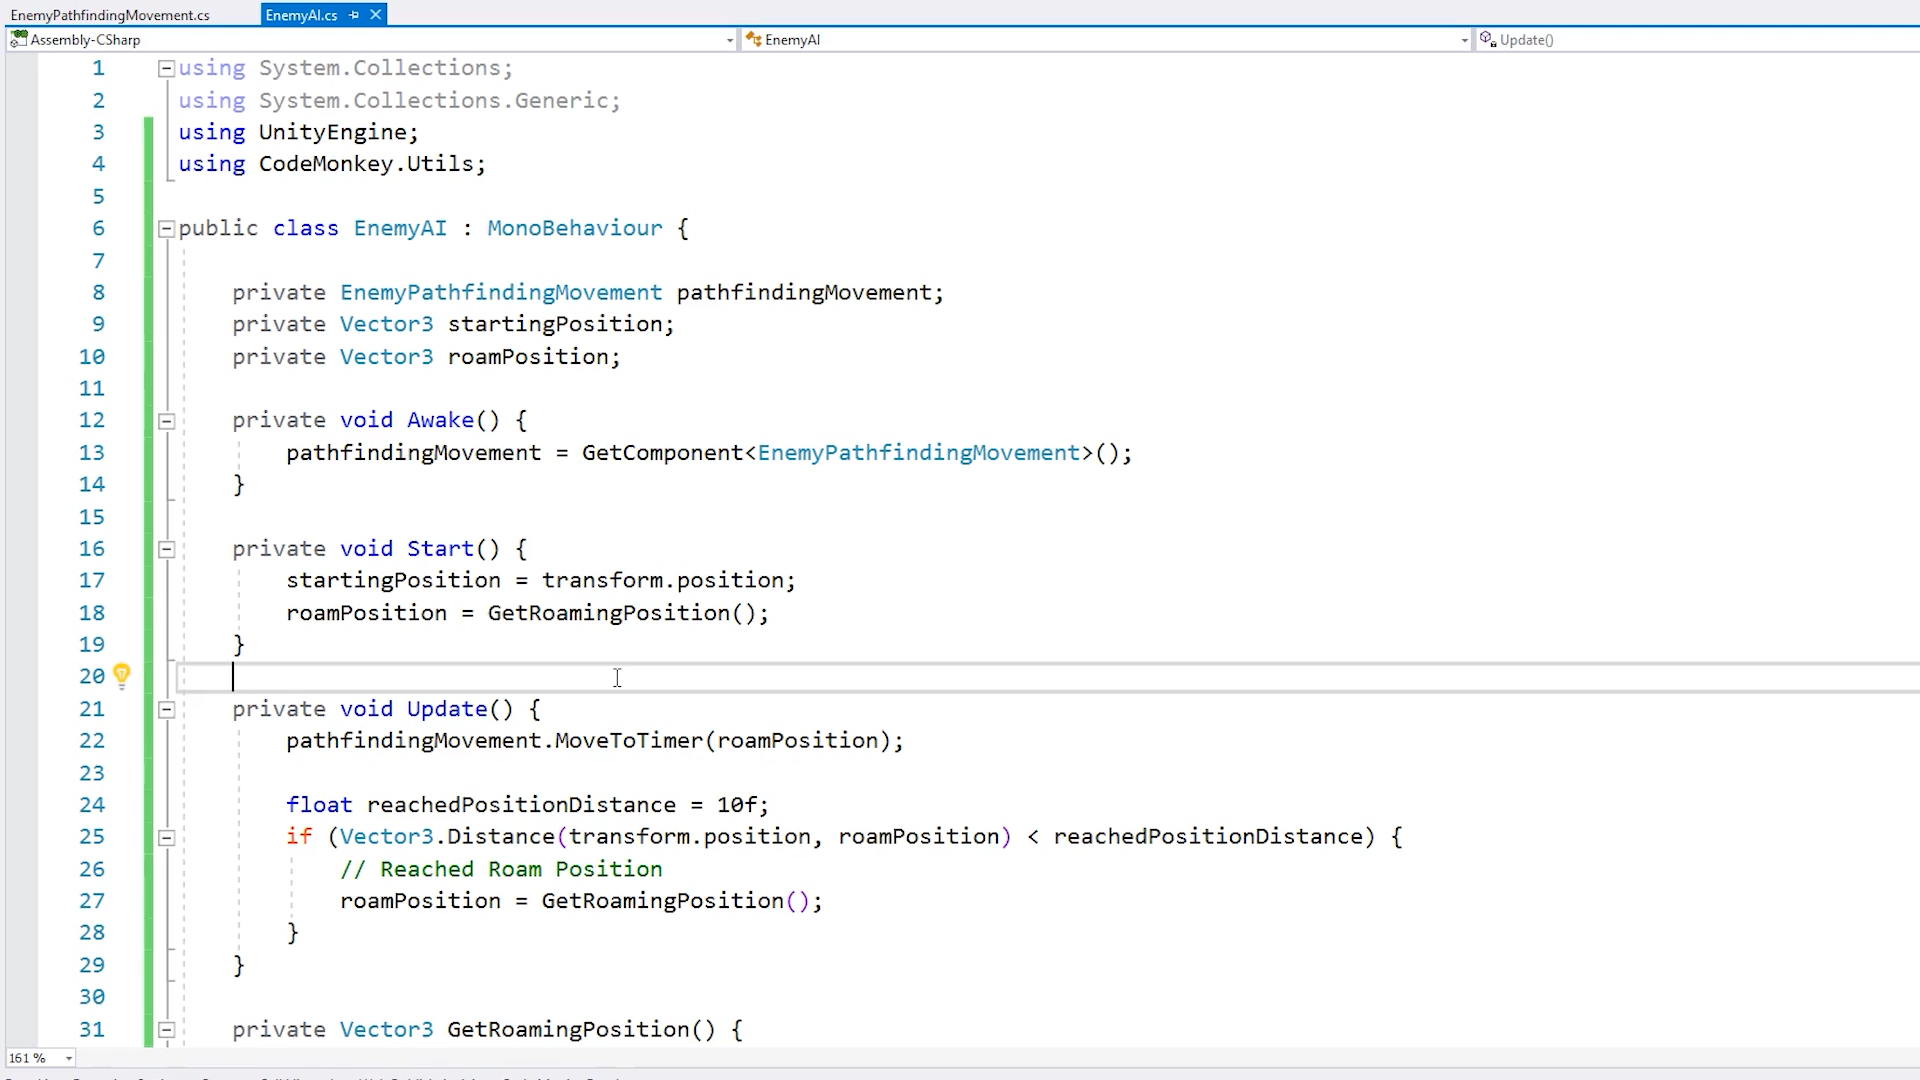 EnemyPathfindingMovement.cs
EnemyAI.cs
Assembly-CSharp
EnemyAI
Update()
1 using System.Collections;
2 using System.Collections.Generic;
3 using UnityEngine;
4 using CodeMonkey.Utils;
5
6 public class EnemyAI : MonoBehaviour {
7
8 private EnemyPathfindingMovement pathfindingMovement;
9 private Vector3 startingPosition;
10 private Vector3 roamPosition;
11
12 private void Awake() {
13 pathfindingMovement = GetComponent<EnemyPathfindingMovement>();
14 }
15
16 private void Start() {
17 startingPosition = transform.position;
18 roamPosition = GetRoamingPosition();
19 }
20
21 private void Update() {
22 pathfindingMovement.MoveToTimer(roamPosition);
23
24 float reachedPositionDistance = 10f;
25 if (Vector3.Distance(transform.position, roamPosition) < reachedPositionDistance) {
26 // Reached Roam Position
27 roamPosition = GetRoamingPosition();
28 }
29 }
30
31 private Vector3 GetRoamingPosition() {
161 %